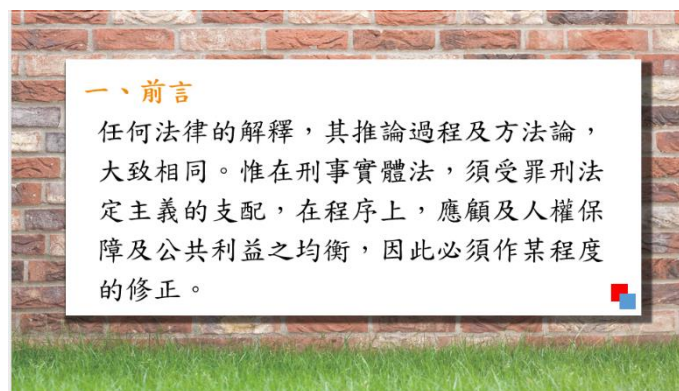 一、前言
任何法律的解釋，其推論過程及方法論，
大致相同。惟在刑事實體法，須受罪刑法
定主義的支配，在程序上，應顧及人權保
障及公共利益之均衡，因此必須作某程度
的修正。